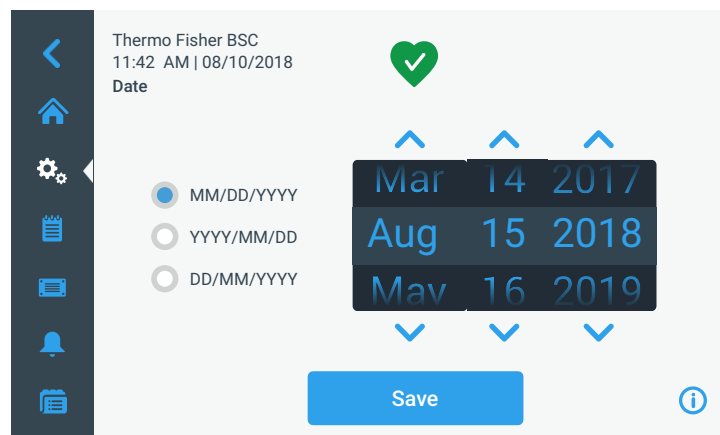 Thermo Fisher BSC
11:42 AM | 08/10/2018
Date
MM/DD/YYYY
YYYY/MM/DD
DD/MM/YYYY
Mar 14 2017
Aug 15 2018
May 16 2019
Save